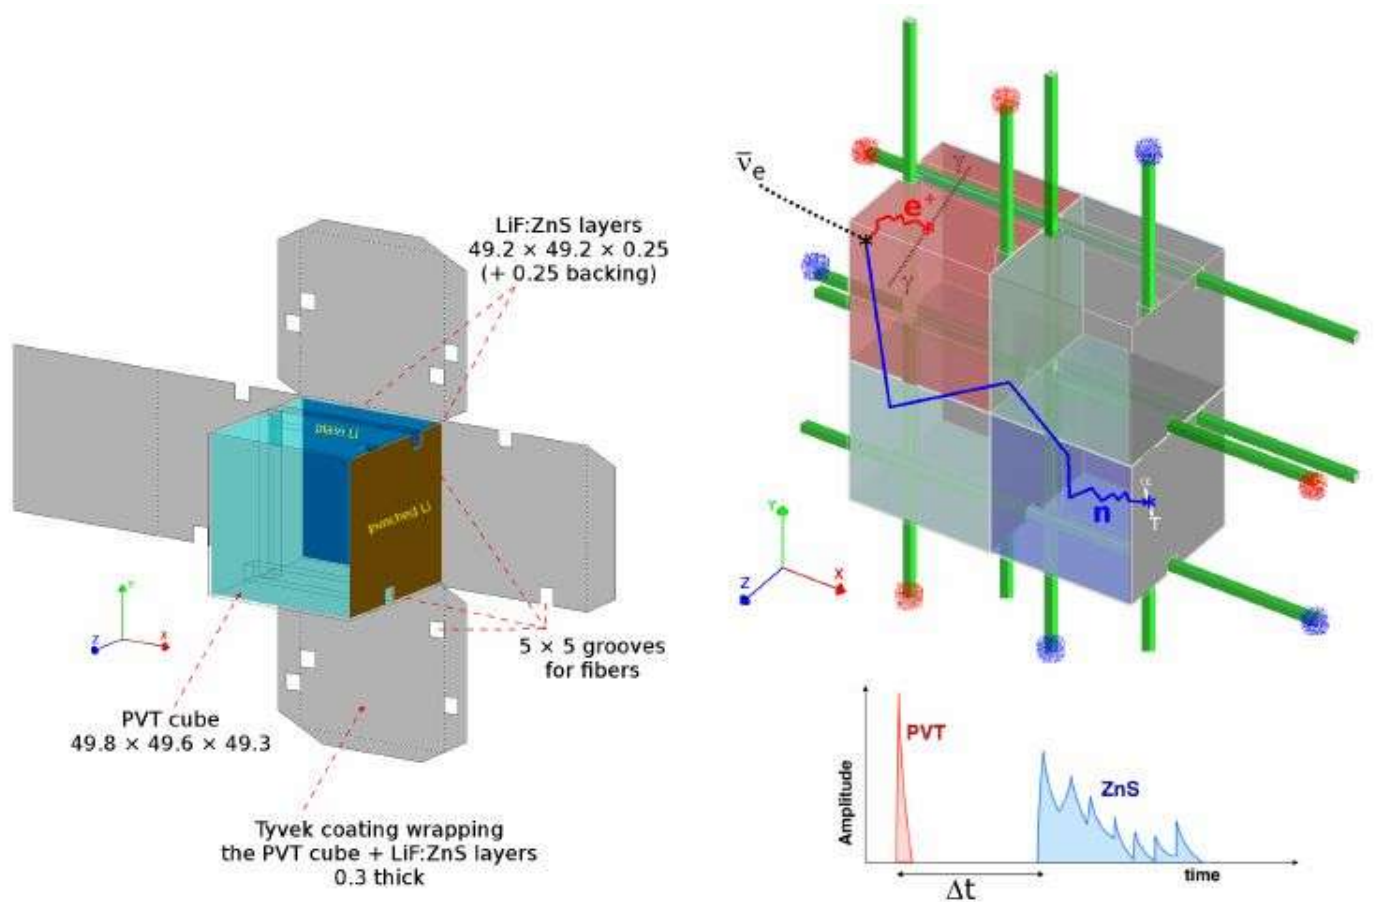 LiF:ZnS layers
49.2 × 49.2 × 0.25
(+ 0.25 backing)
plain Li
punched Li
Y
Z
X
5 × 5 grooves
for fibers
PVT cube
49.8 × 49.6 × 49.3
Tyvek coating wrapping
the PVT cube + LiF:ZnS layers
0.3 thick
ν̅e
e+
γ
γ
n
α
T
Y
Z
X
PVT
ZnS
Amplitude
time
Δt